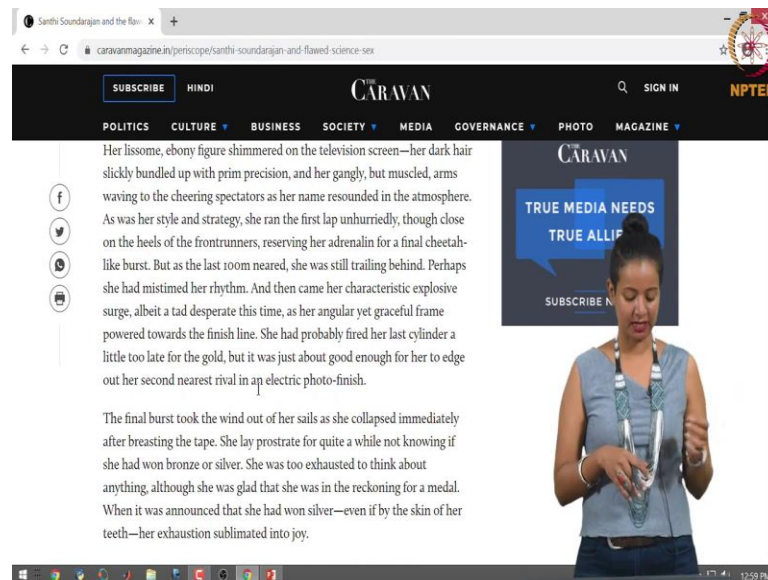 Santhi Soundarajan and the flaw
caravanmagazine.in/periscope/santhi-soundarajan-and-flawed-science-sex
NPTEL
SUBSCRIBE HINDI THE CARAVAN SIGN IN
POLITICS CULTURE BUSINESS SOCIETY MEDIA GOVERNANCE PHOTO MAGAZINE
Her lissome, ebony figure shimmered on the television screen—her dark hair
slickly bundled up with prim precision, and her gangly, but muscled, arms
waving to the cheering spectators as her name resounded in the atmosphere.
As was her style and strategy, she ran the first lap unhurriedly, though close
on the heels of the frontrunners, reserving her adrenalin for a final cheetah-
like burst. But as the last 100m neared, she was still trailing behind. Perhaps
she had mistimed her rhythm. And then came her characteristic explosive
surge, albeit a tad desperate this time, as her angular yet graceful frame
powered towards the finish line. She had probably fired her last cylinder a
little too late for the gold, but it was just about good enough for her to edge
out her second nearest rival in an electric photo-finish.
The final burst took the wind out of her sails as she collapsed immediately
after breasting the tape. She lay prostrate for quite a while not knowing if
she had won bronze or silver. She was too exhausted to think about
anything, although she was glad that she was in the reckoning for a medal.
When it was announced that she had won silver—even if by the skin of her
teeth—her exhaustion sublimated into joy.
THE CARAVAN
TRUE MEDIA NEEDS
TRUE
SUBSCRIBE
12:59 PM